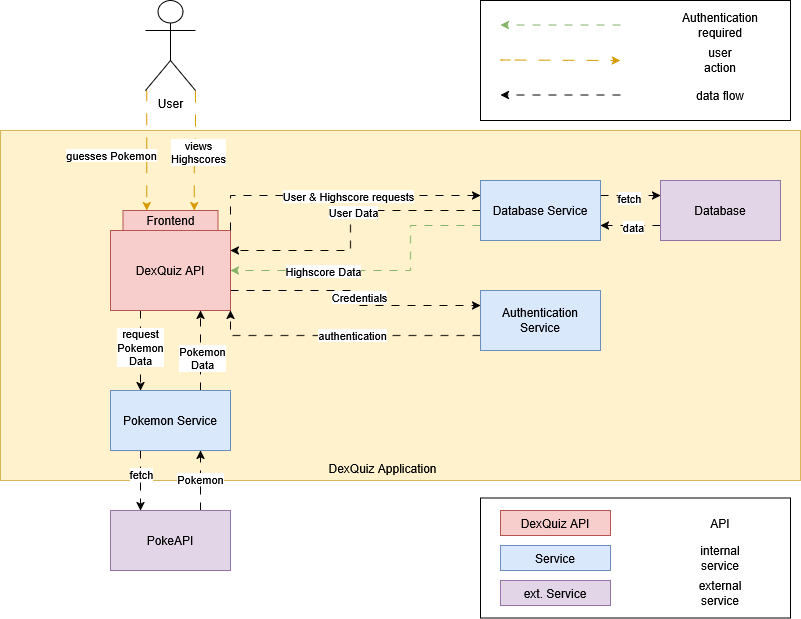 Authentication
required
user
action
data flow
User
guesses Pokemon
views
Highscores
Frontend
DexQuiz API
User & Highscore requests
User Data
Highscore Data
Database Service
fetch
data
Database
Credentials
authentication
Authentication
Service
request
Pokemon
Data
Pokemon
Data
Pokemon Service
fetch
Pokemon
DexQuiz Application
PokeAPI
DexQuiz API
API
Service
internal
service
ext. Service
external
service